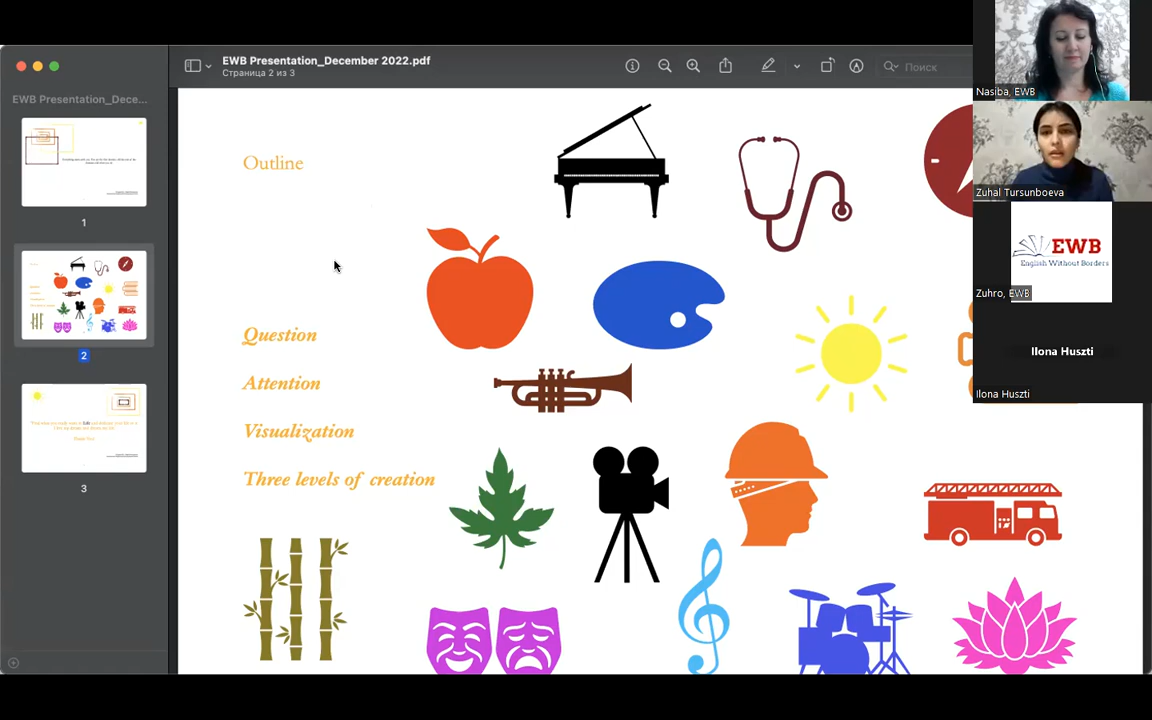 EWB Presentation_December 2022.pdf
Страница 2 из 3
Поиск
EWB Presentation_Dece...
1
2
3
Outline
Question
Attention
Visualization
Three levels of creation
Nasiba, EWB
Zuhal Tursunboeva
EWB
English Without Borders
Zuhro, EWB
Ilona Huszti
Ilona Huszti